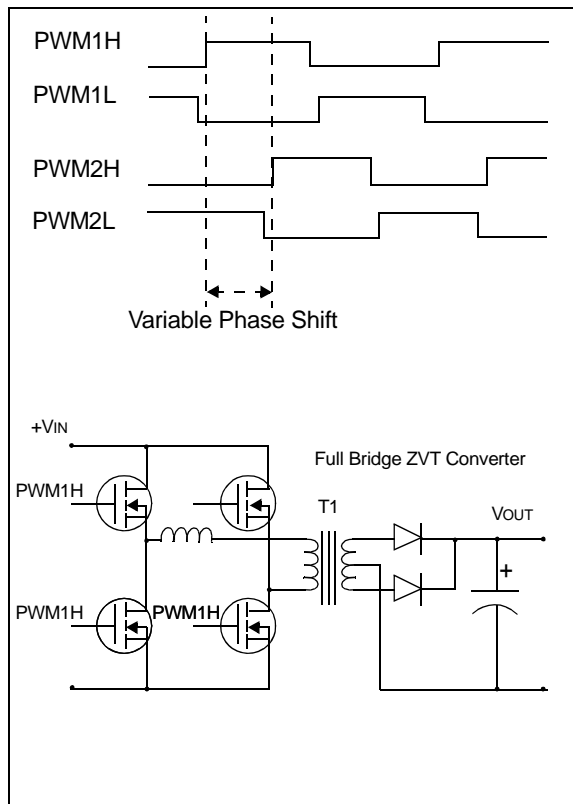 PWM1H
PWM1L
PWM2H
PWM2L
Variable Phase Shift
+VIN
Full Bridge ZVT Converter
PWM1H
T1
VOUT
+
PWM1H
PWM1H